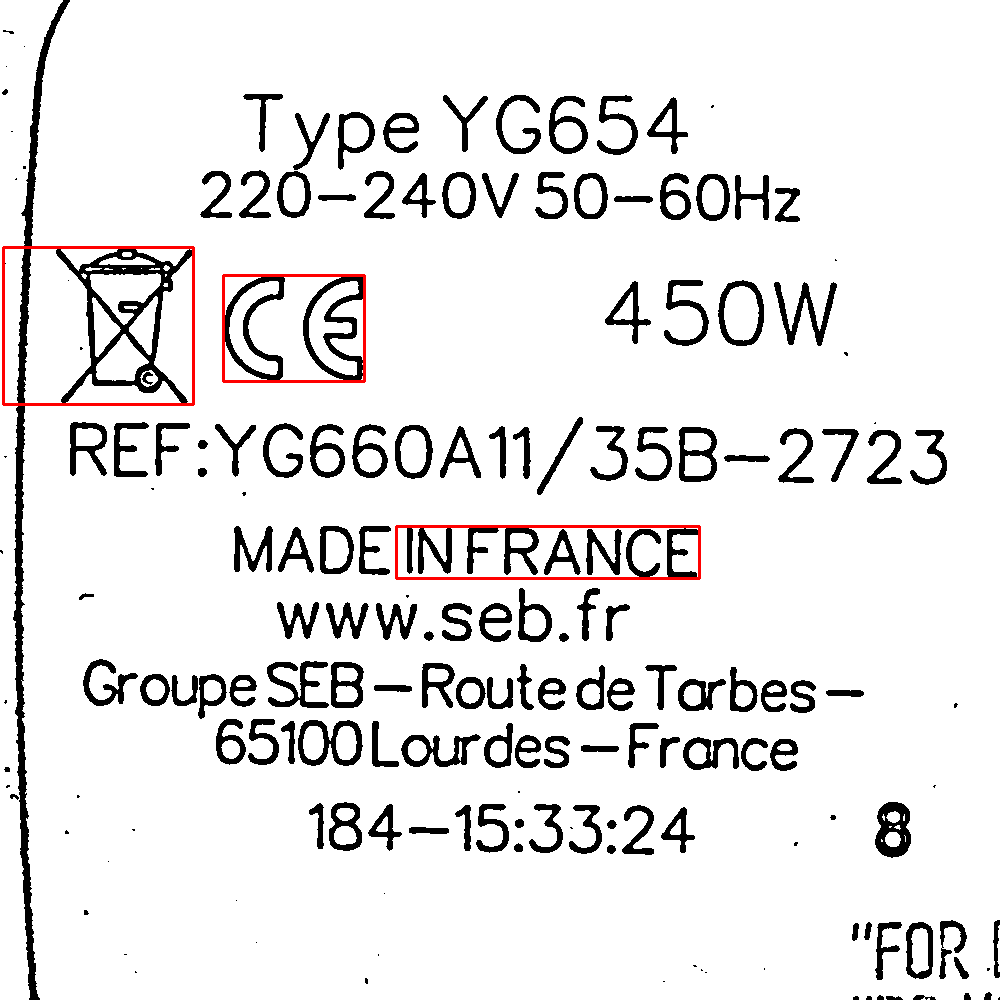 Type YG654
220-240V 50-60Hz
CE 450W
REF:YG660A11/35B-2723
MADE IN FRANCE
www.seb.fr
Groupe SEB - Route de Tarbes -
65100 Lourdes - France
184-15:33:24 8
"FOR